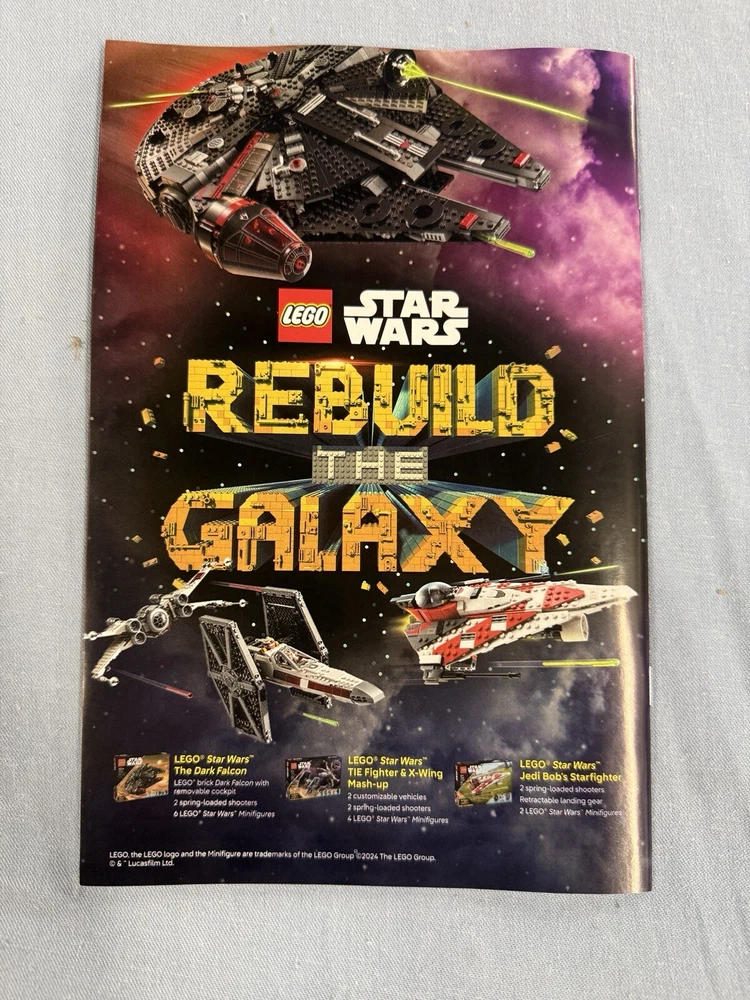 LEGO STAR WARS
REBUILD
THE
GALAXY
LEGO® Star Wars™
The Dark Falcon
LEGO® brick Dark Falcon with
removable cockpit
2 spring-loaded shooters
6 LEGO® Star Wars™ Minifigures
LEGO® Star Wars™
TIE Fighter & X-Wing
Mash-up
2 customizable vehicles
2 spring-loaded shooters
4 LEGO® Star Wars™ Minifigures
LEGO® Star Wars™
Jedi Bob's Starfighter
2 spring-loaded shooters
Retractable landing gear
2 LEGO® Star Wars™ Minifigures
LEGO, the LEGO logo and the Minifigure are trademarks of the LEGO Group ©2024 The LEGO Group.
© & ™ Lucasfilm Ltd.